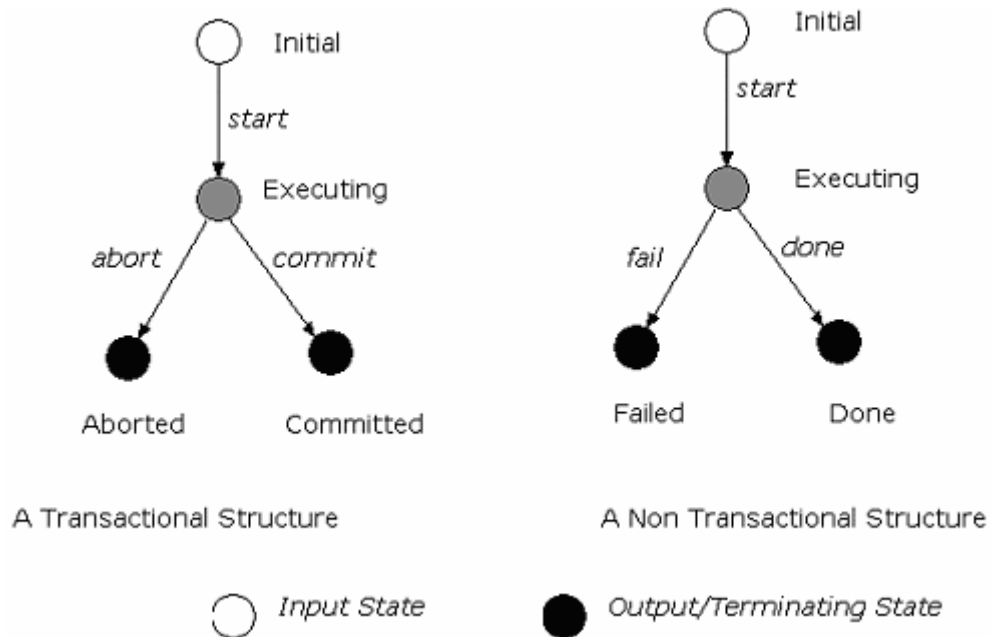 Initial
start
Executing
abort
commit
Aborted
Committed
A Transactional Structure
Initial
start
Executing
fail
done
Failed
Done
A Non Transactional Structure
Input State
Output/Terminating State